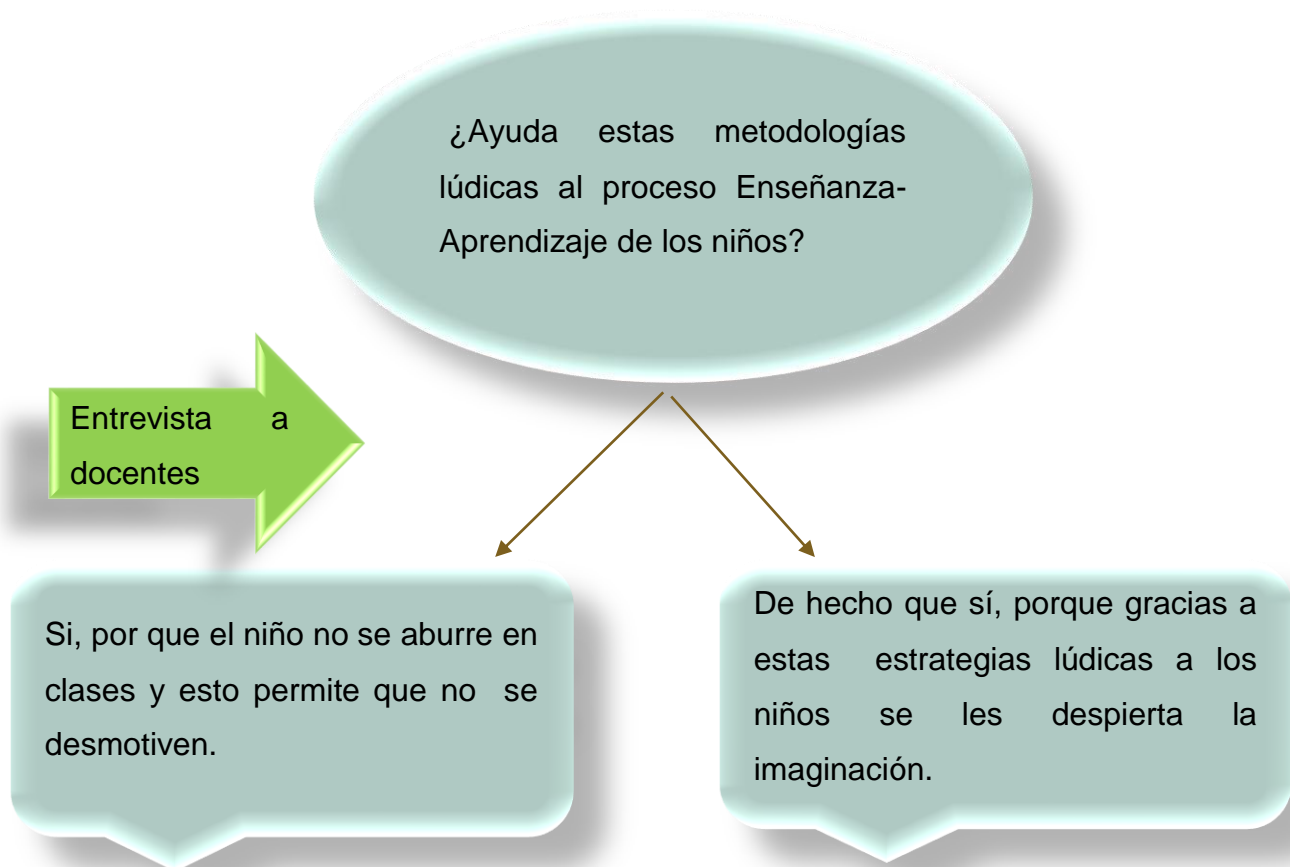 ¿Ayuda estas metodologías
lúdicas al proceso Enseñanza-
Aprendizaje de los niños?
Entrevista a
docentes
Si, por que el niño no se aburre en
clases y esto permite que no se
desmotiven.
De hecho que sí, porque gracias a
estas estrategias lúdicas a los
niños se les despierta la
imaginación.